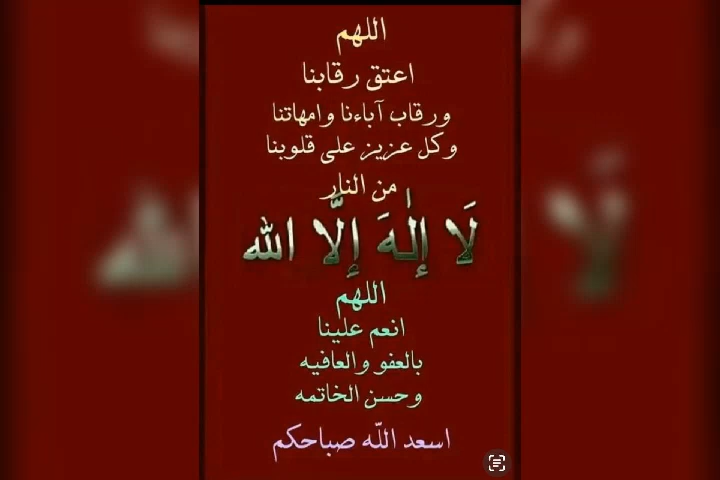 اللهم
اعتق رقابنا
ورقاب آباءنا وامهاتنا
وكل عزيز على قلوبنا
من النار
لَا إِلٰهَ إِلَّا الله
اللهم
انعم علينا
بالعفو والعافيه
وحسن الخاتمه
اسعد اللّه صباحكم